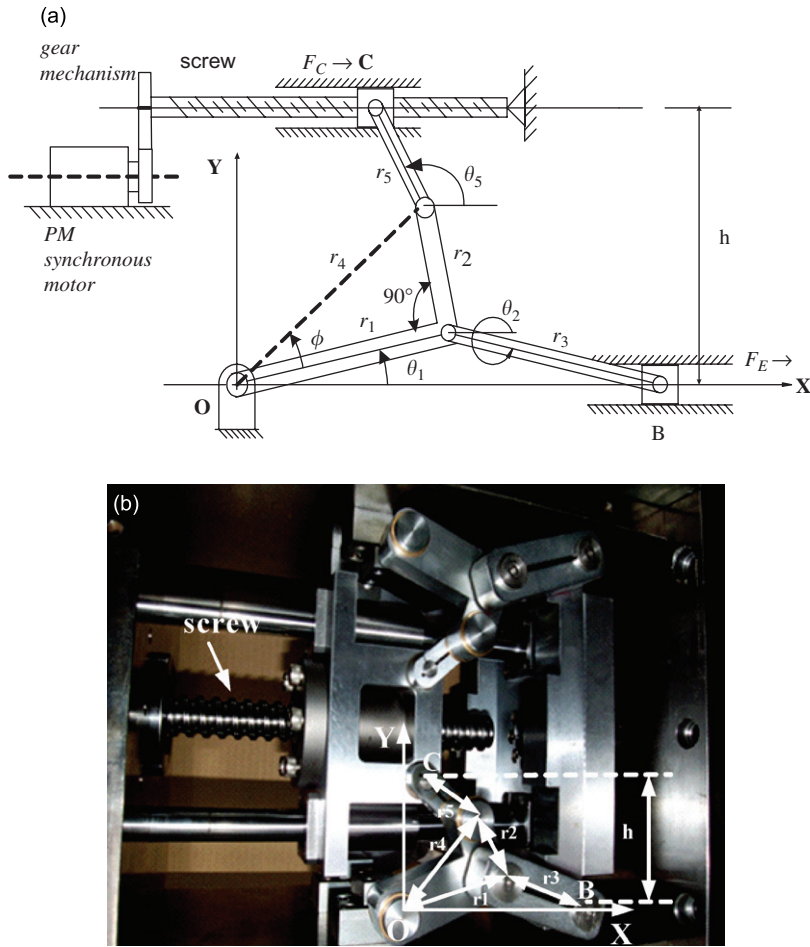 (a)
gear
mechanism
screw
F_C → C
Y
r_5
θ_5
PM
synchronous
motor
r_4
r_2
h
90°
θ_2
r_1
r_3
ϕ
θ_1
F_E →
O
X
B
(b)
screw
Y
C
r5
r2
r4
h
r3
r1
B
O
X